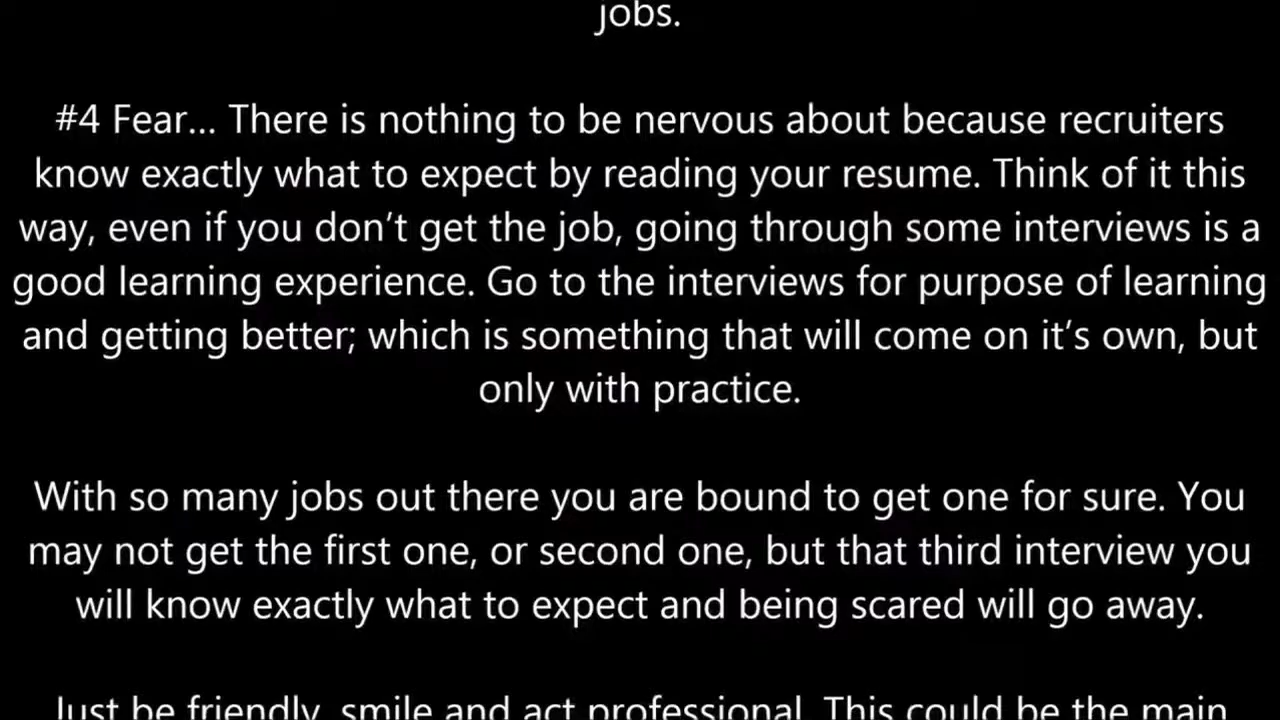 jobs.
#4 Fear... There is nothing to be nervous about because recruiters
know exactly what to expect by reading your resume. Think of it this
way, even if you don’t get the job, going through some interviews is a
good learning experience. Go to the interviews for purpose of learning
and getting better; which is something that will come on it’s own, but
only with practice.
With so many jobs out there you are bound to get one for sure. You
may not get the first one, or second one, but that third interview you
will know exactly what to expect and being scared will go away.
Just be friendly, smile and act professional. This could be the main